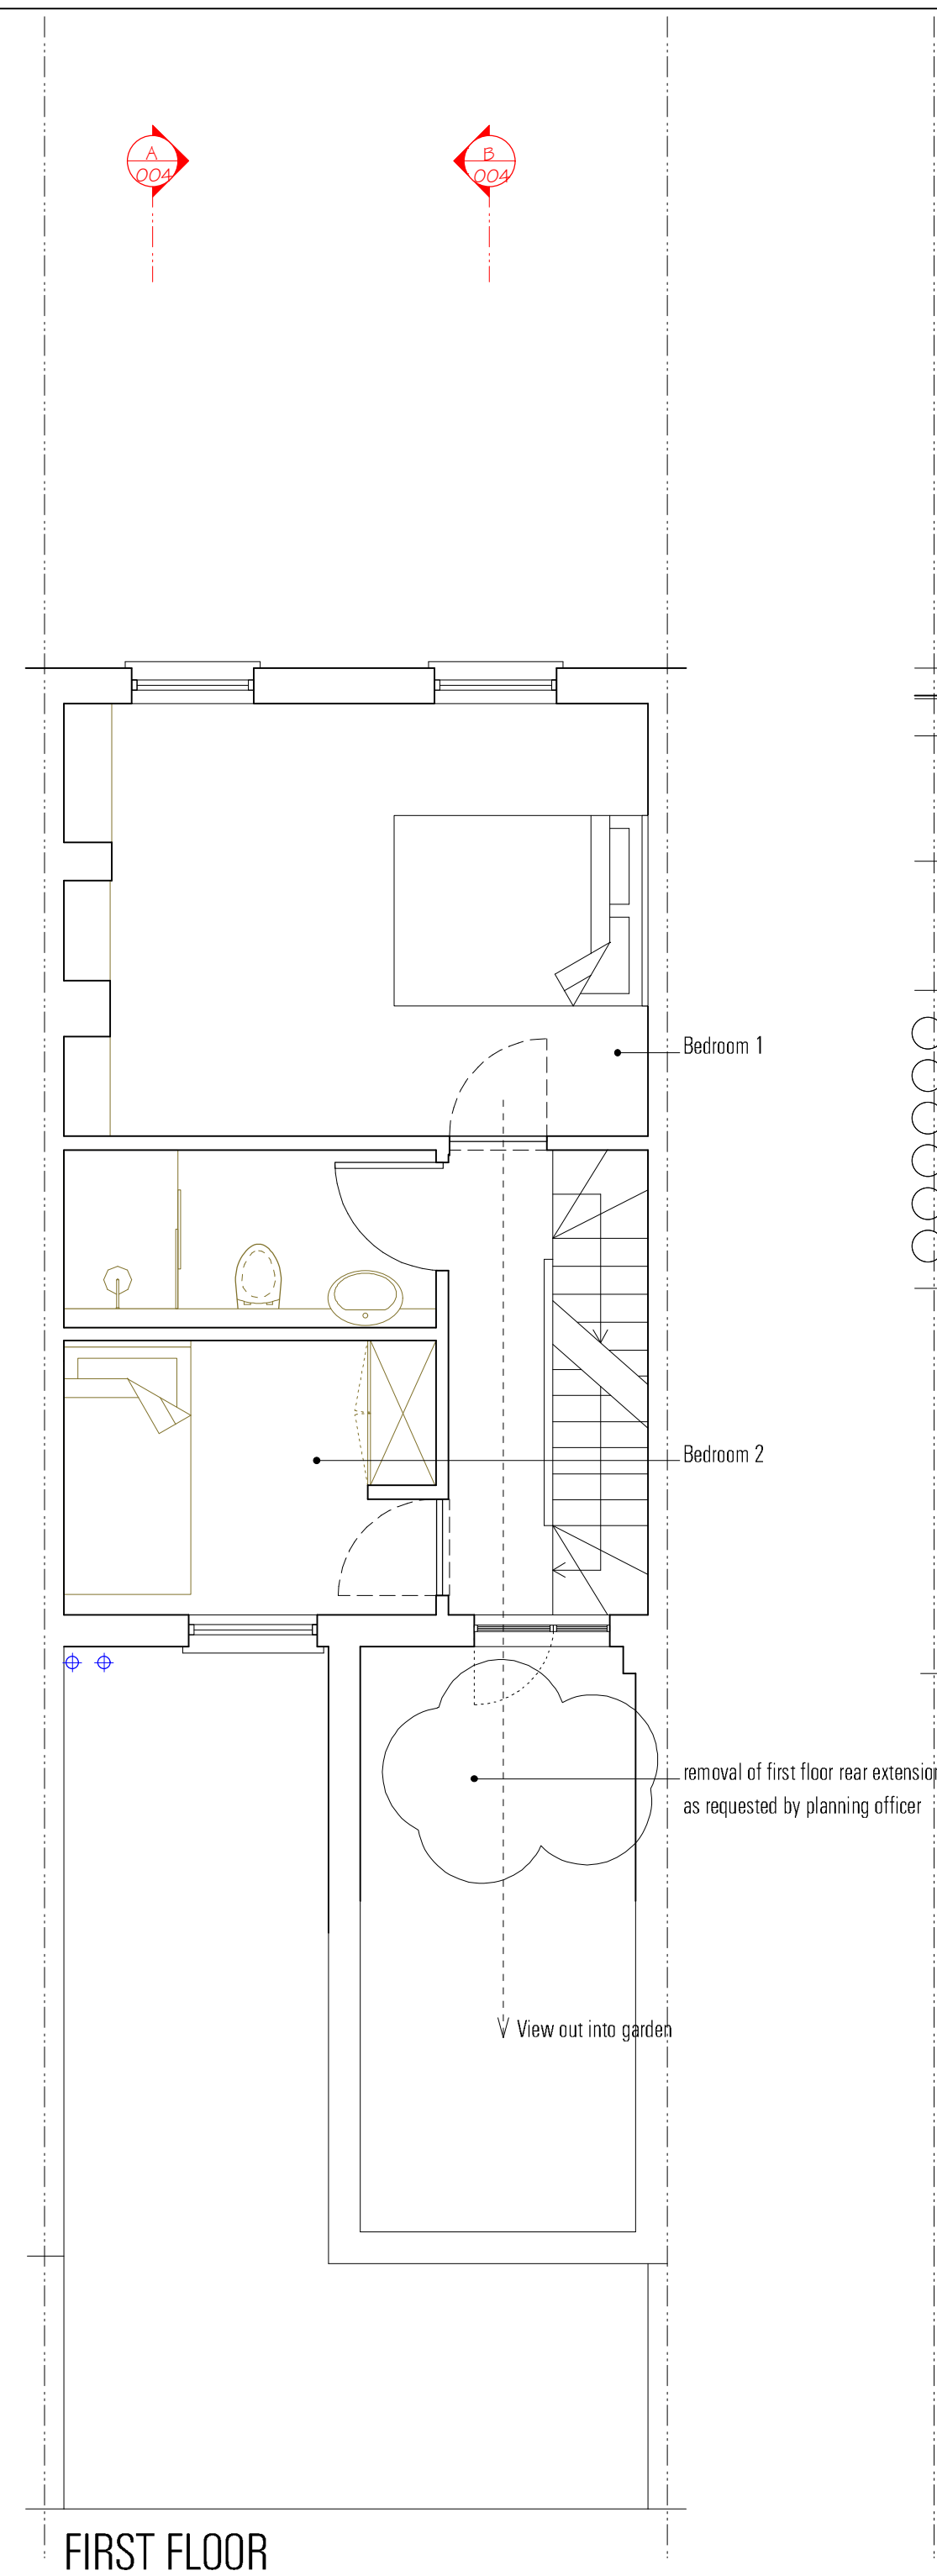 A
004
B
004
Bedroom 1
Bedroom 2
removal of first floor rear extension
as requested by planning officer
View out into garden
FIRST FLOOR